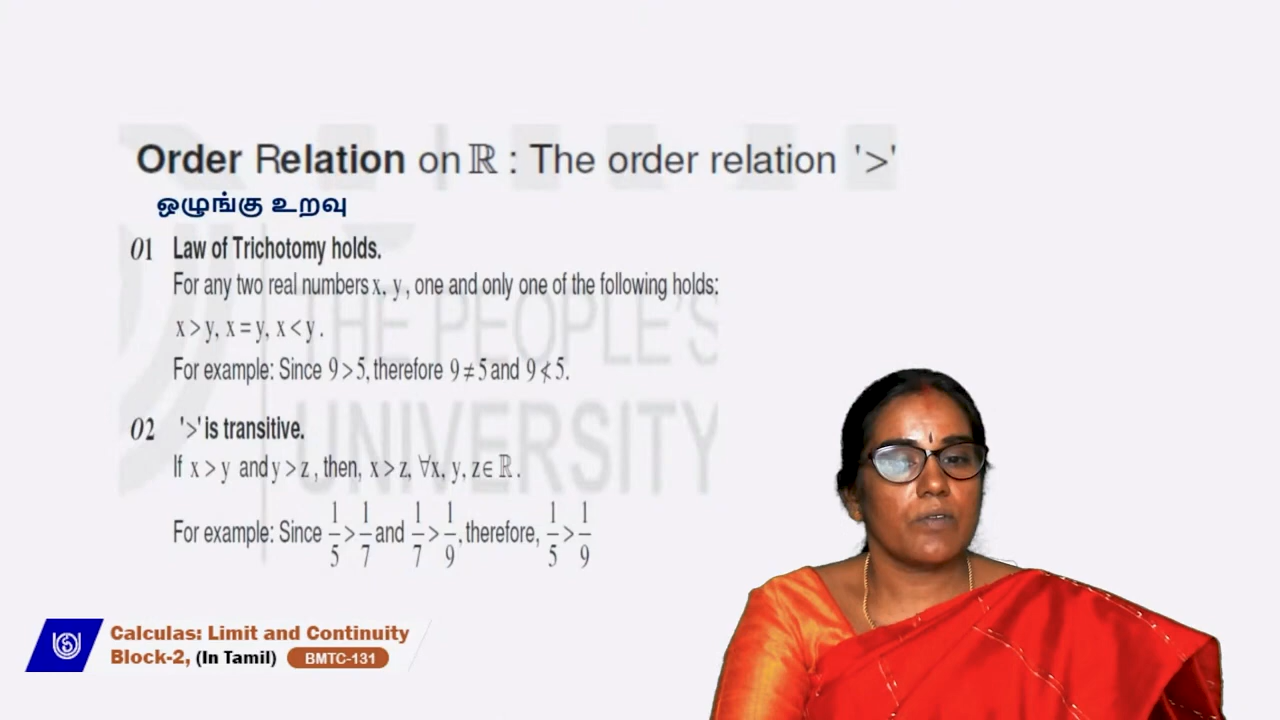 Order Relation on ℝ : The order relation '>'
ஒழுங்கு உறவு
01 Law of Trichotomy holds.
For any two real numbers x, y, one and only one of the following holds:
x > y, x = y, x < y.
For example: Since 9 > 5, therefore 9 ≠ 5 and 9 ≮ 5.
02 '>' is transitive.
If x > y and y > z, then, x > z, ∀x, y, z ∈ ℝ.
For example: Since 1/5 > 1/7 and 1/7 > 1/9, therefore, 1/5 > 1/9
THE PEOPLE'S
UNIVERSITY
Calculas: Limit and Continuity
Block-2, (In Tamil) BMTC-131